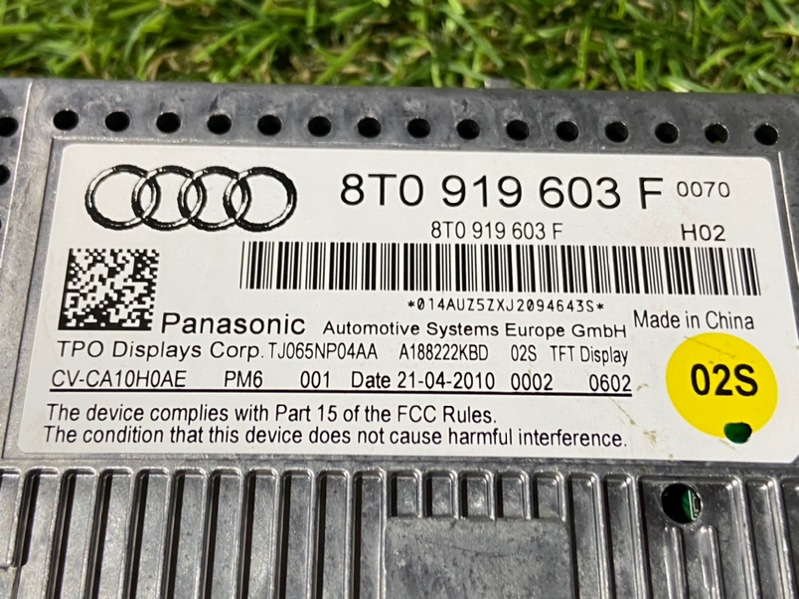 8T0 919 603 F 0070
8T0 919 603 F H02
*014AUZ5ZXJ2094643S*
Panasonic Automotive Systems Europe GmbH Made in China
TPO Displays Corp. TJ065NP04AA A188222KBD 02S TFT Display
CV-CA10H0AE PM6 001 Date 21-04-2010 0002 0602
02S
The device complies with Part 15 of the FCC Rules.
The condition that this device does not cause harmful interference.